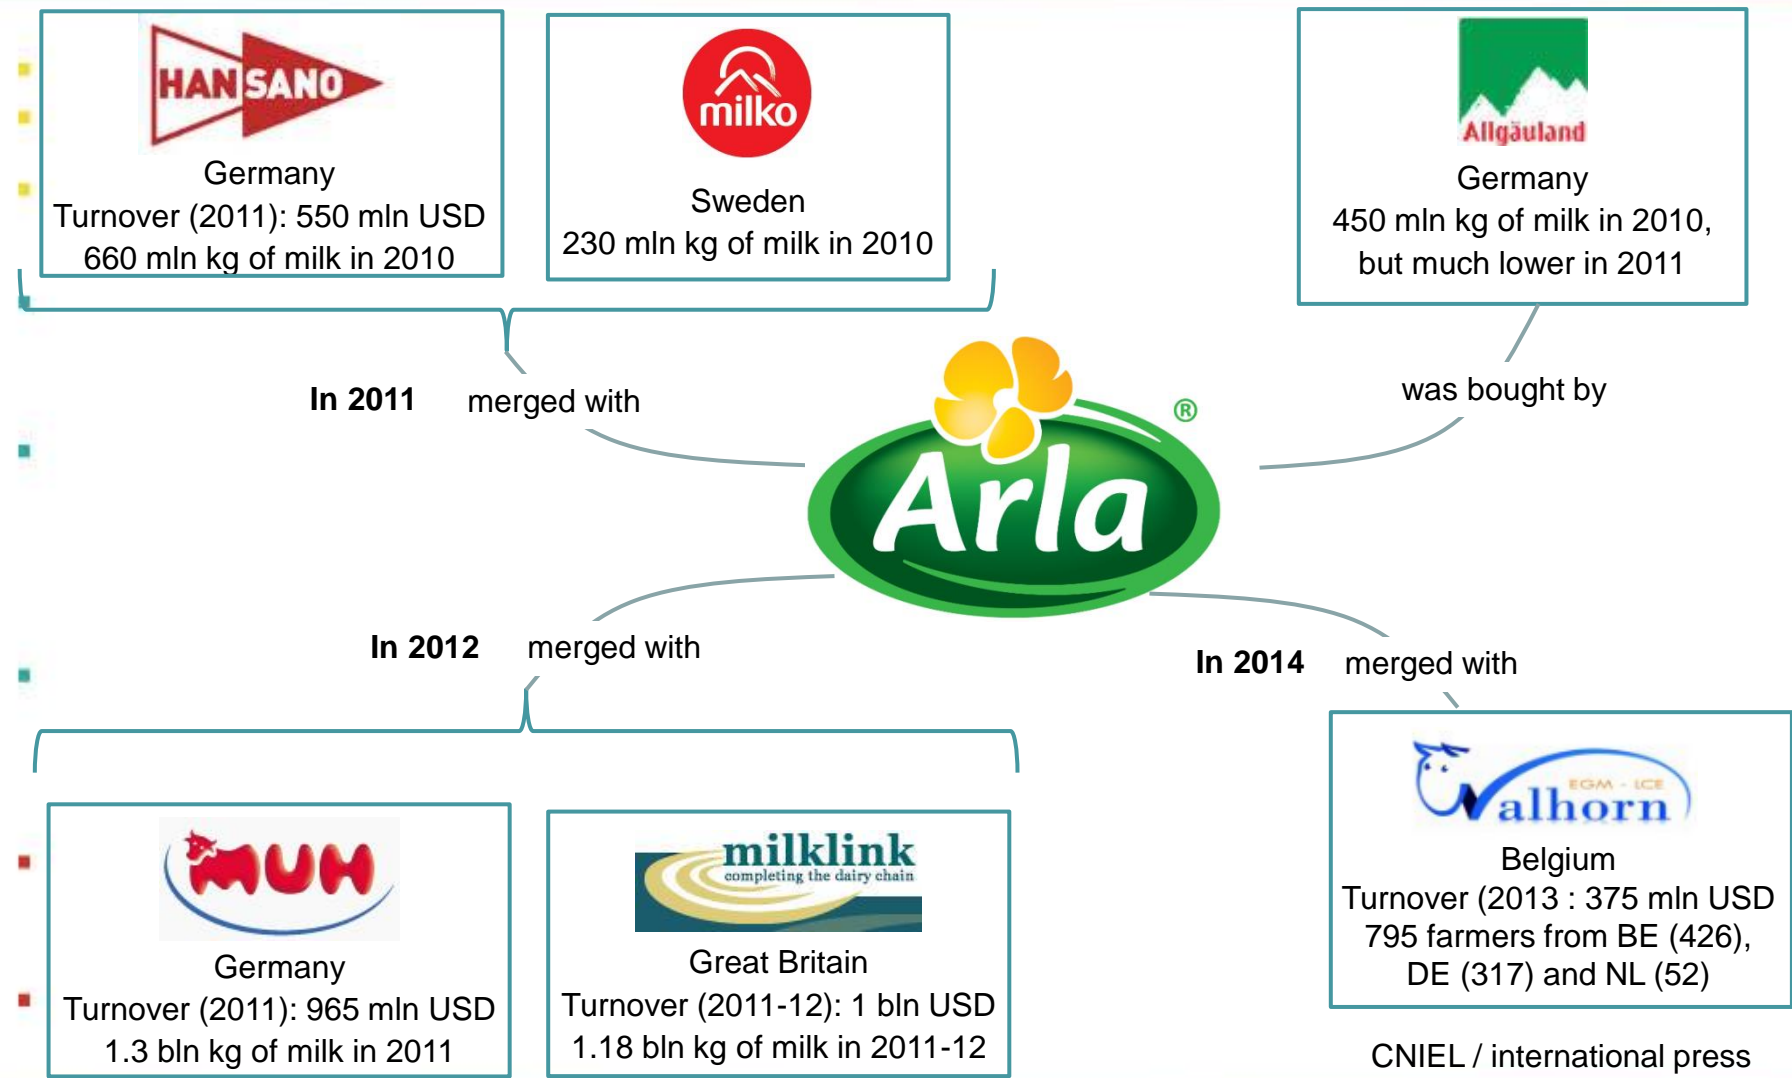 HANSANO
Germany
Turnover (2011): 550 mln USD
660 mln kg of milk in 2010
milko
Sweden
230 mln kg of milk in 2010
Allgäuland
Germany
450 mln kg of milk in 2010,
but much lower in 2011
In 2011 merged with
was bought by
Arla ®
In 2012 merged with
In 2014 merged with
MUH
Germany
Turnover (2011): 965 mln USD
1.3 bln kg of milk in 2011
milklink
completing the dairy chain
Great Britain
Turnover (2011-12): 1 bln USD
1.18 bln kg of milk in 2011-12
EGM - LCE
Walhorn
Belgium
Turnover (2013 : 375 mln USD
795 farmers from BE (426),
DE (317) and NL (52)
CNIEL / international press